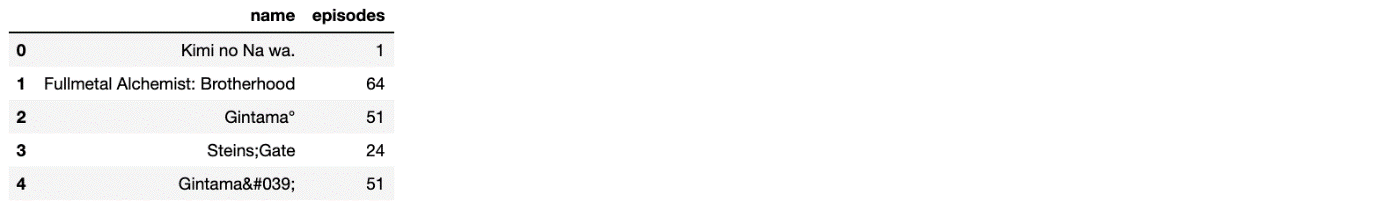 name episodes
0 Kimi no Na wa. 1
1 Fullmetal Alchemist: Brotherhood 64
2 Gintama° 51
3 Steins;Gate 24
4 Gintama&#039; 51